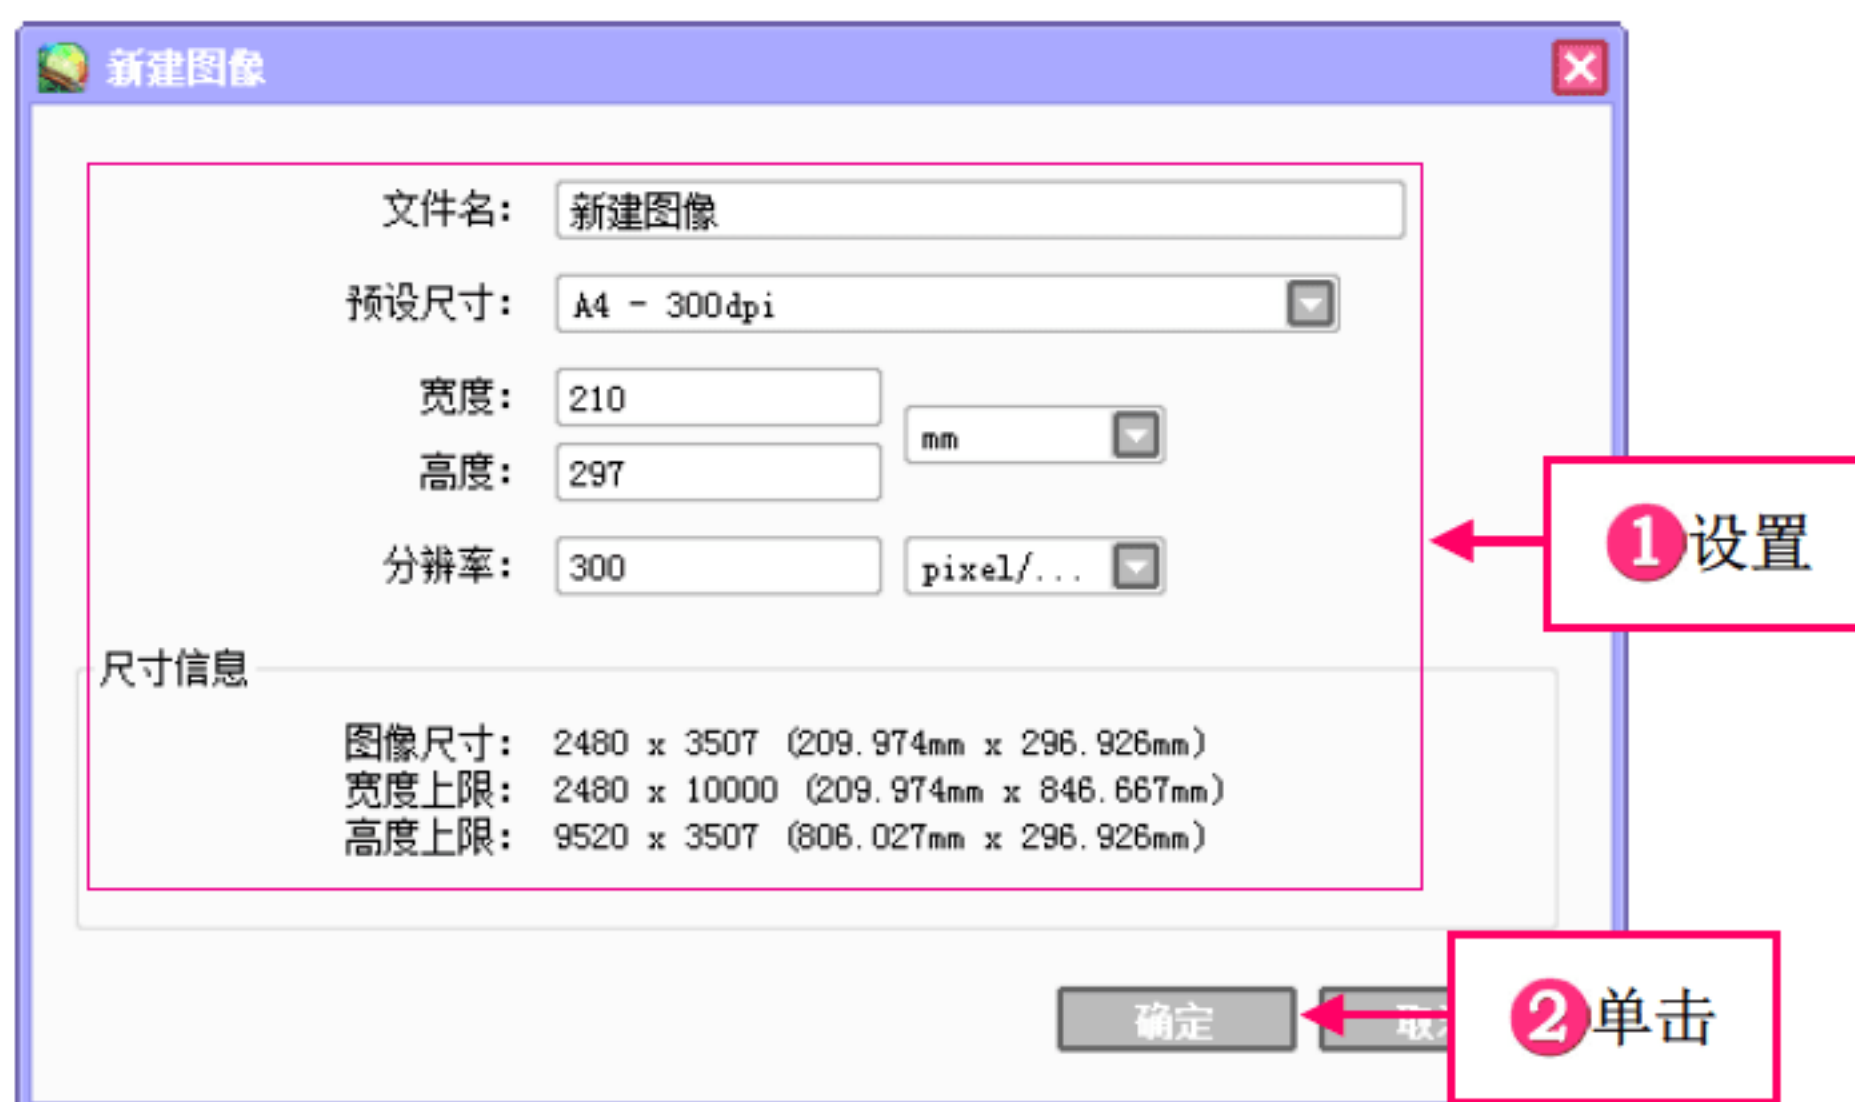 新建图像
文件名： 新建图像
预设尺寸： A4 - 300dpi
宽度： 210
mm
高度： 297
分辨率： 300 pixel/...
❶设置
尺寸信息
图像尺寸： 2480 x 3507 (209.974mm x 296.926mm)
宽度上限： 2480 x 10000 (209.974mm x 846.667mm)
高度上限： 9520 x 3507 (806.027mm x 296.926mm)
确定 取
❷单击